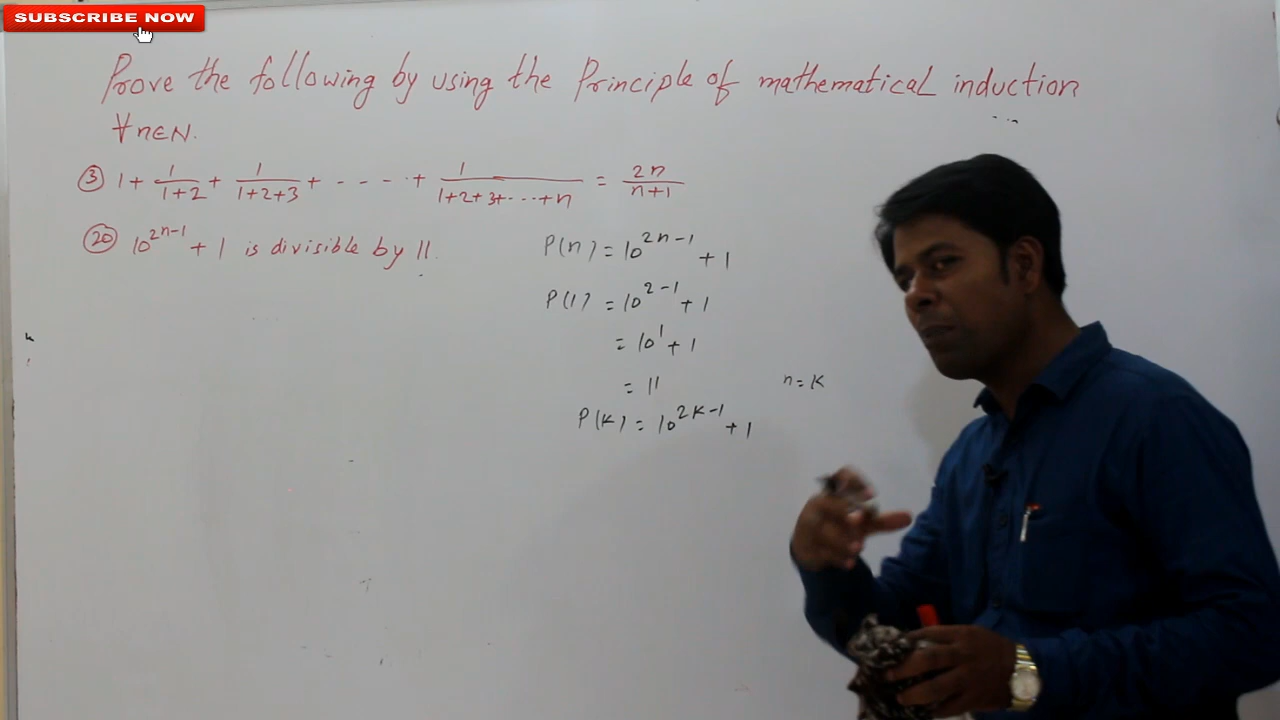 SUBSCRIBE NOW
Prove the following by using the Principle of mathematical induction
∀n∈N.
③ 1 + 1/(1+2) + 1/(1+2+3) + - - - - + 1/(1+2+3+...+n) = 2n/(n+1)
⑳ 10^(2n-1) + 1 is divisible by 11.
P(n) = 10^(2n-1) + 1
P(1) = 10^(2-1) + 1
= 10^1 + 1
= 11
n = K
P(K) = 10^(2K-1) + 1